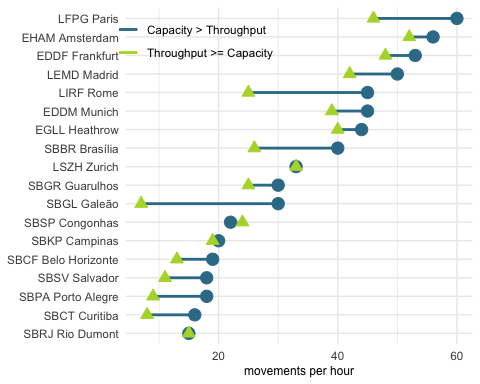 LFPG Paris
Capacity > Throughput
EHAM Amsterdam
Throughput >= Capacity
EDDF Frankfurt
LEMD Madrid
LIRF Rome
EDDM Munich
EGLL Heathrow
SBBR Brasília
LSZH Zurich
SBGR Guarulhos
SBGL Galeão
SBSP Congonhas
SBKP Campinas
SBCF Belo Horizonte
SBSV Salvador
SBPA Porto Alegre
SBCT Curitiba
SBRJ Rio Dumont
20 40 60
movements per hour